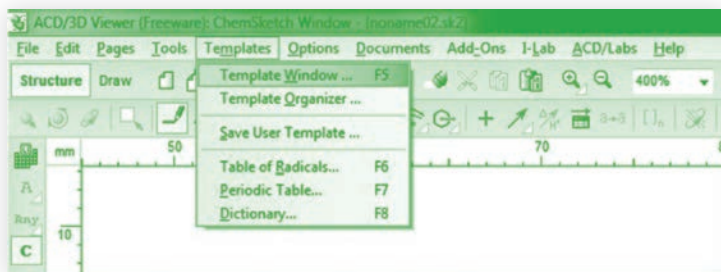 ACD/3D Viewer (Freeware): ChemSketch Window - [noname02.sk2]
File Edit Pages Tools Templates Options Documents Add-Ons I-Lab ACD/Labs Help
Structure Draw 400%
Template Window ... F5
Template Organizer ...
Save User Template ...
Table of Radicals... F6
Periodic Table... F7
Dictionary... F8
mm 50 70 8
A
Any
10
C